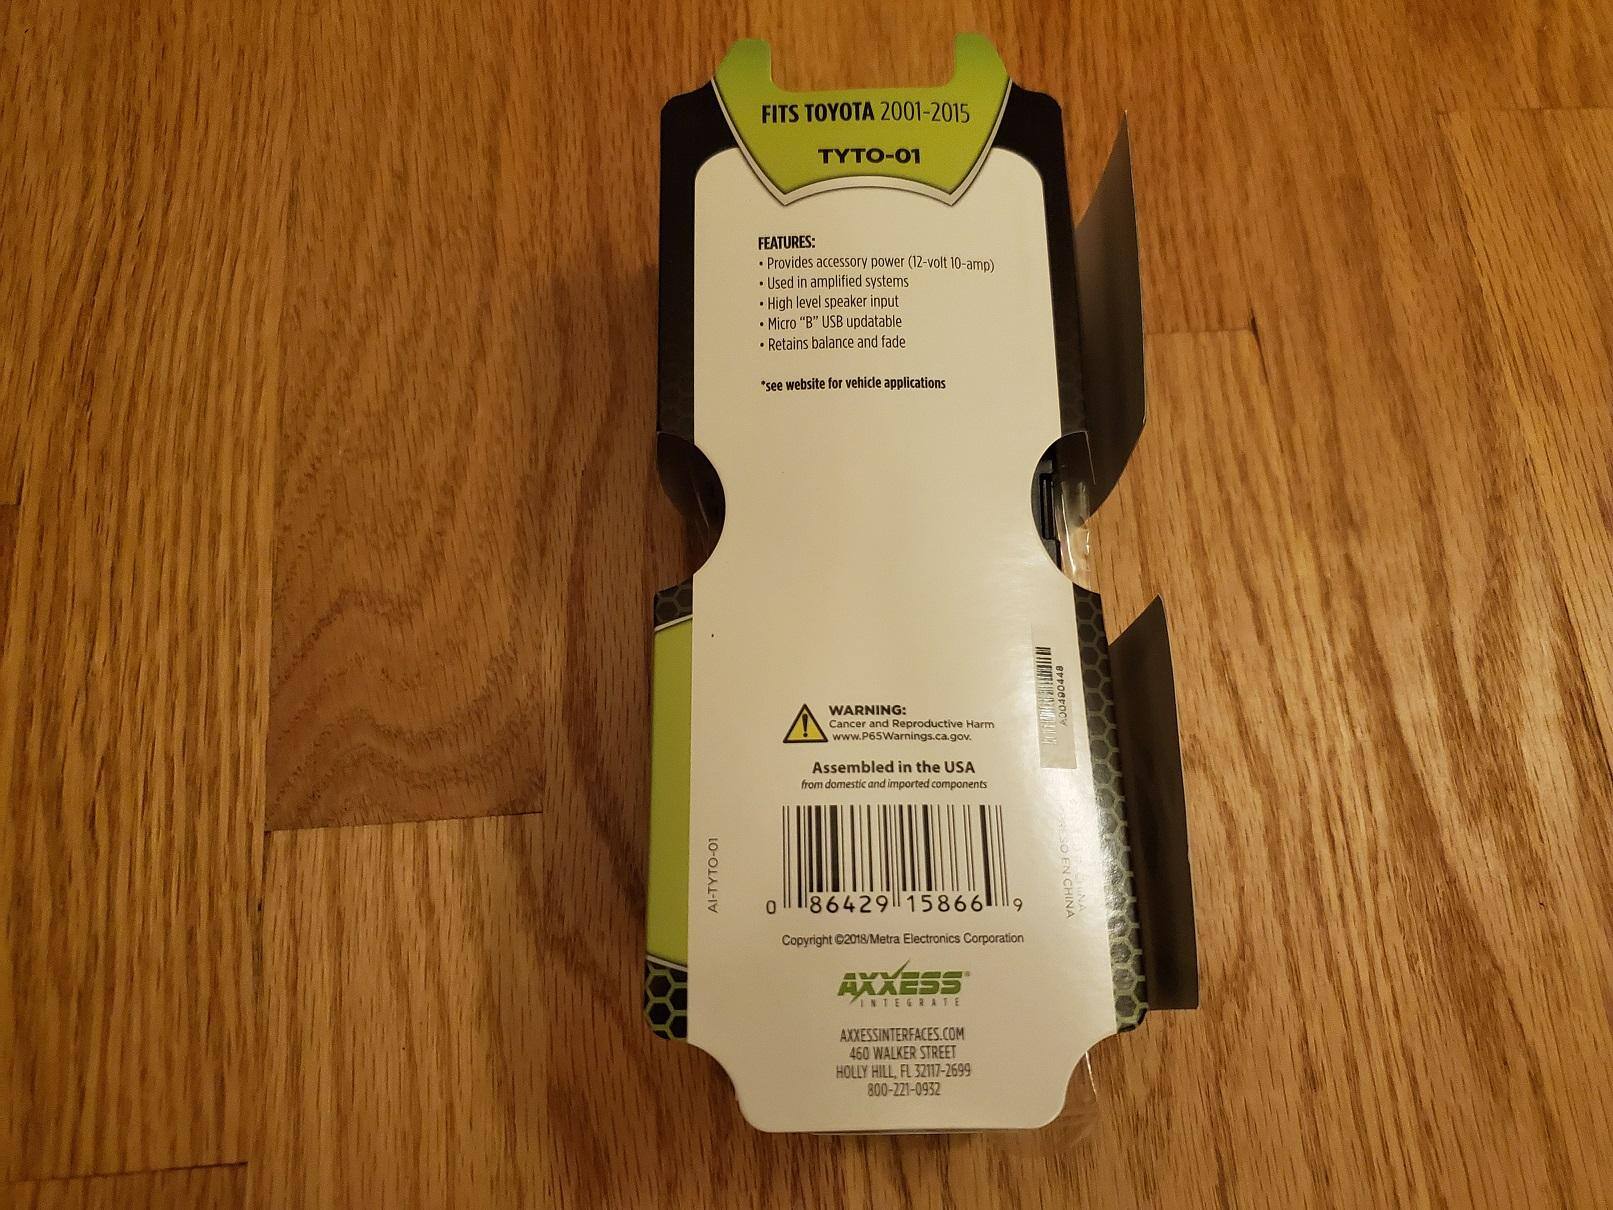 FITS TOYOTA 2001-2015
TYTO-01
FEATURES:
• Provides accessory power (12-volt 10-amp)
• Used in amplified systems
• High level speaker input
• Micro “B” USB updatable
• Retains balance and fade
*see website for vehicle applications
A00490448
WARNING:
Cancer and Reproductive Harm
www.P65Warnings.ca.gov.
Assembled in the USA
from domestic and imported components
AI-TYTO-01
0 86429 15866 9
EN CHINA
CHINA
Copyright ©2018/Metra Electronics Corporation
AXXESS®
INTEGRATE
AXXESSINTERFACES.COM
460 WALKER STREET
HOLLY HILL, FL 32117-2699
800-221-0932